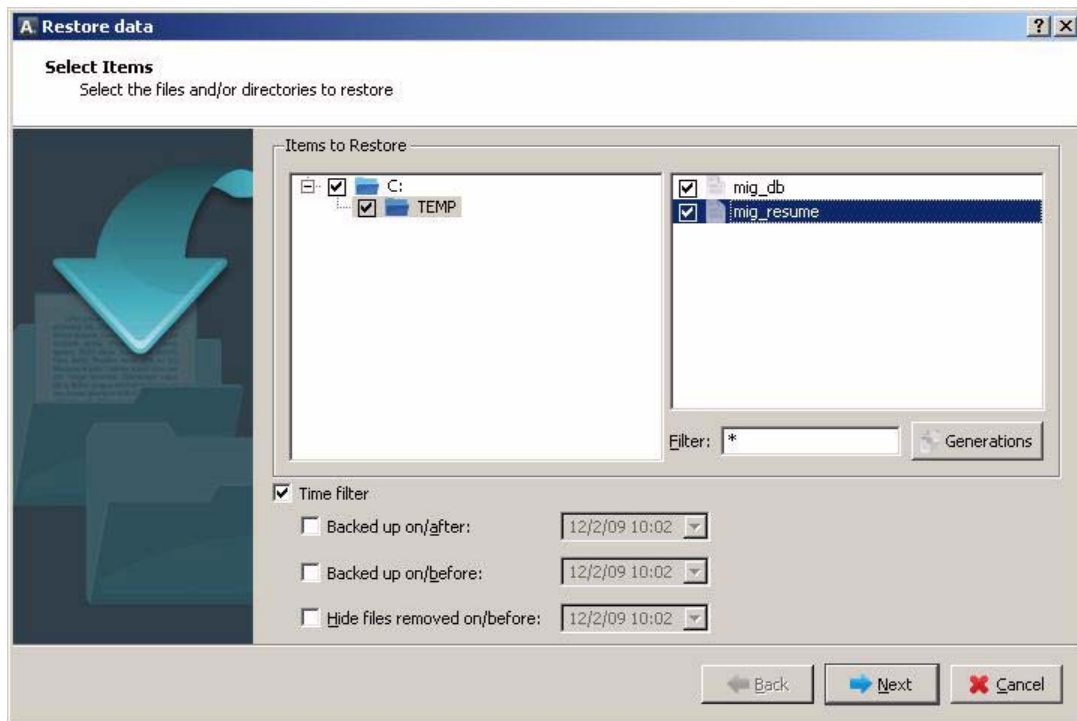 A Restore data
Select Items
Select the files and/or directories to restore
Items to Restore
C:
TEMP
mig_db
mig_resume
Filter: * Generations
Time filter
Backed up on/after: 12/2/09 10:02
Backed up on/before: 12/2/09 10:02
Hide files removed on/before: 12/2/09 10:02
Back Next Cancel